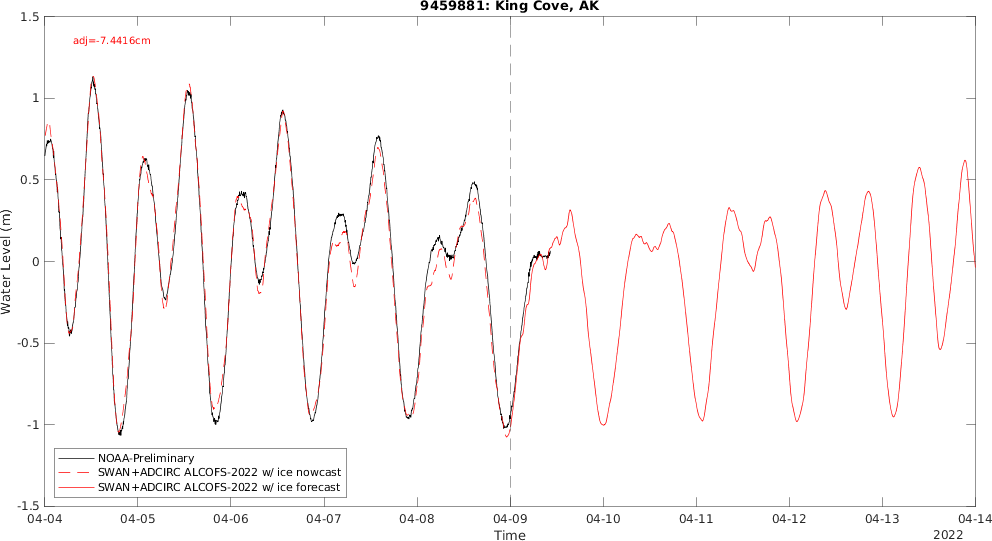 9459881: King Cove, AK
adj=-7.4416cm
1.5
1
0.5
0
-0.5
-1
-1.5
Water Level (m)
NOAA-Preliminary
SWAN+ADCIRC ALCOFS-2022 w/ ice nowcast
SWAN+ADCIRC ALCOFS-2022 w/ ice forecast
04-04 04-05 04-06 04-07 04-08 04-09 04-10 04-11 04-12 04-13 04-14
Time
2022